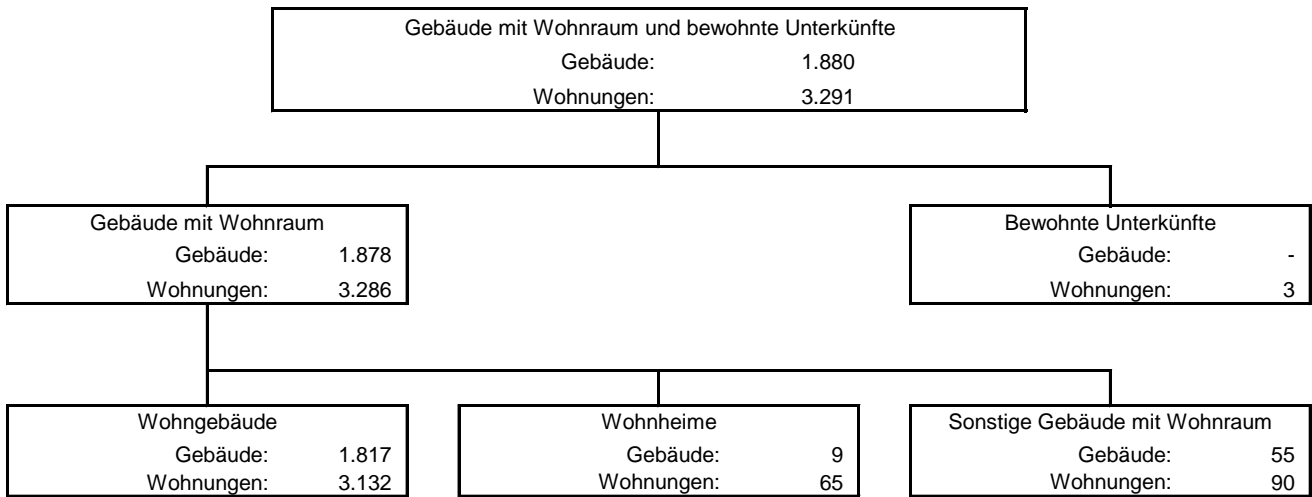 Gebäude mit Wohnraum und bewohnte Unterkünfte
Gebäude: 1.880
Wohnungen: 3.291
Gebäude mit Wohnraum
Gebäude: 1.878
Wohnungen: 3.286
Bewohnte Unterkünfte
Gebäude: -
Wohnungen: 3
Wohngebäude
Gebäude: 1.817
Wohnungen: 3.132
Wohnheime
Gebäude: 9
Wohnungen: 65
Sonstige Gebäude mit Wohnraum
Gebäude: 55
Wohnungen: 90